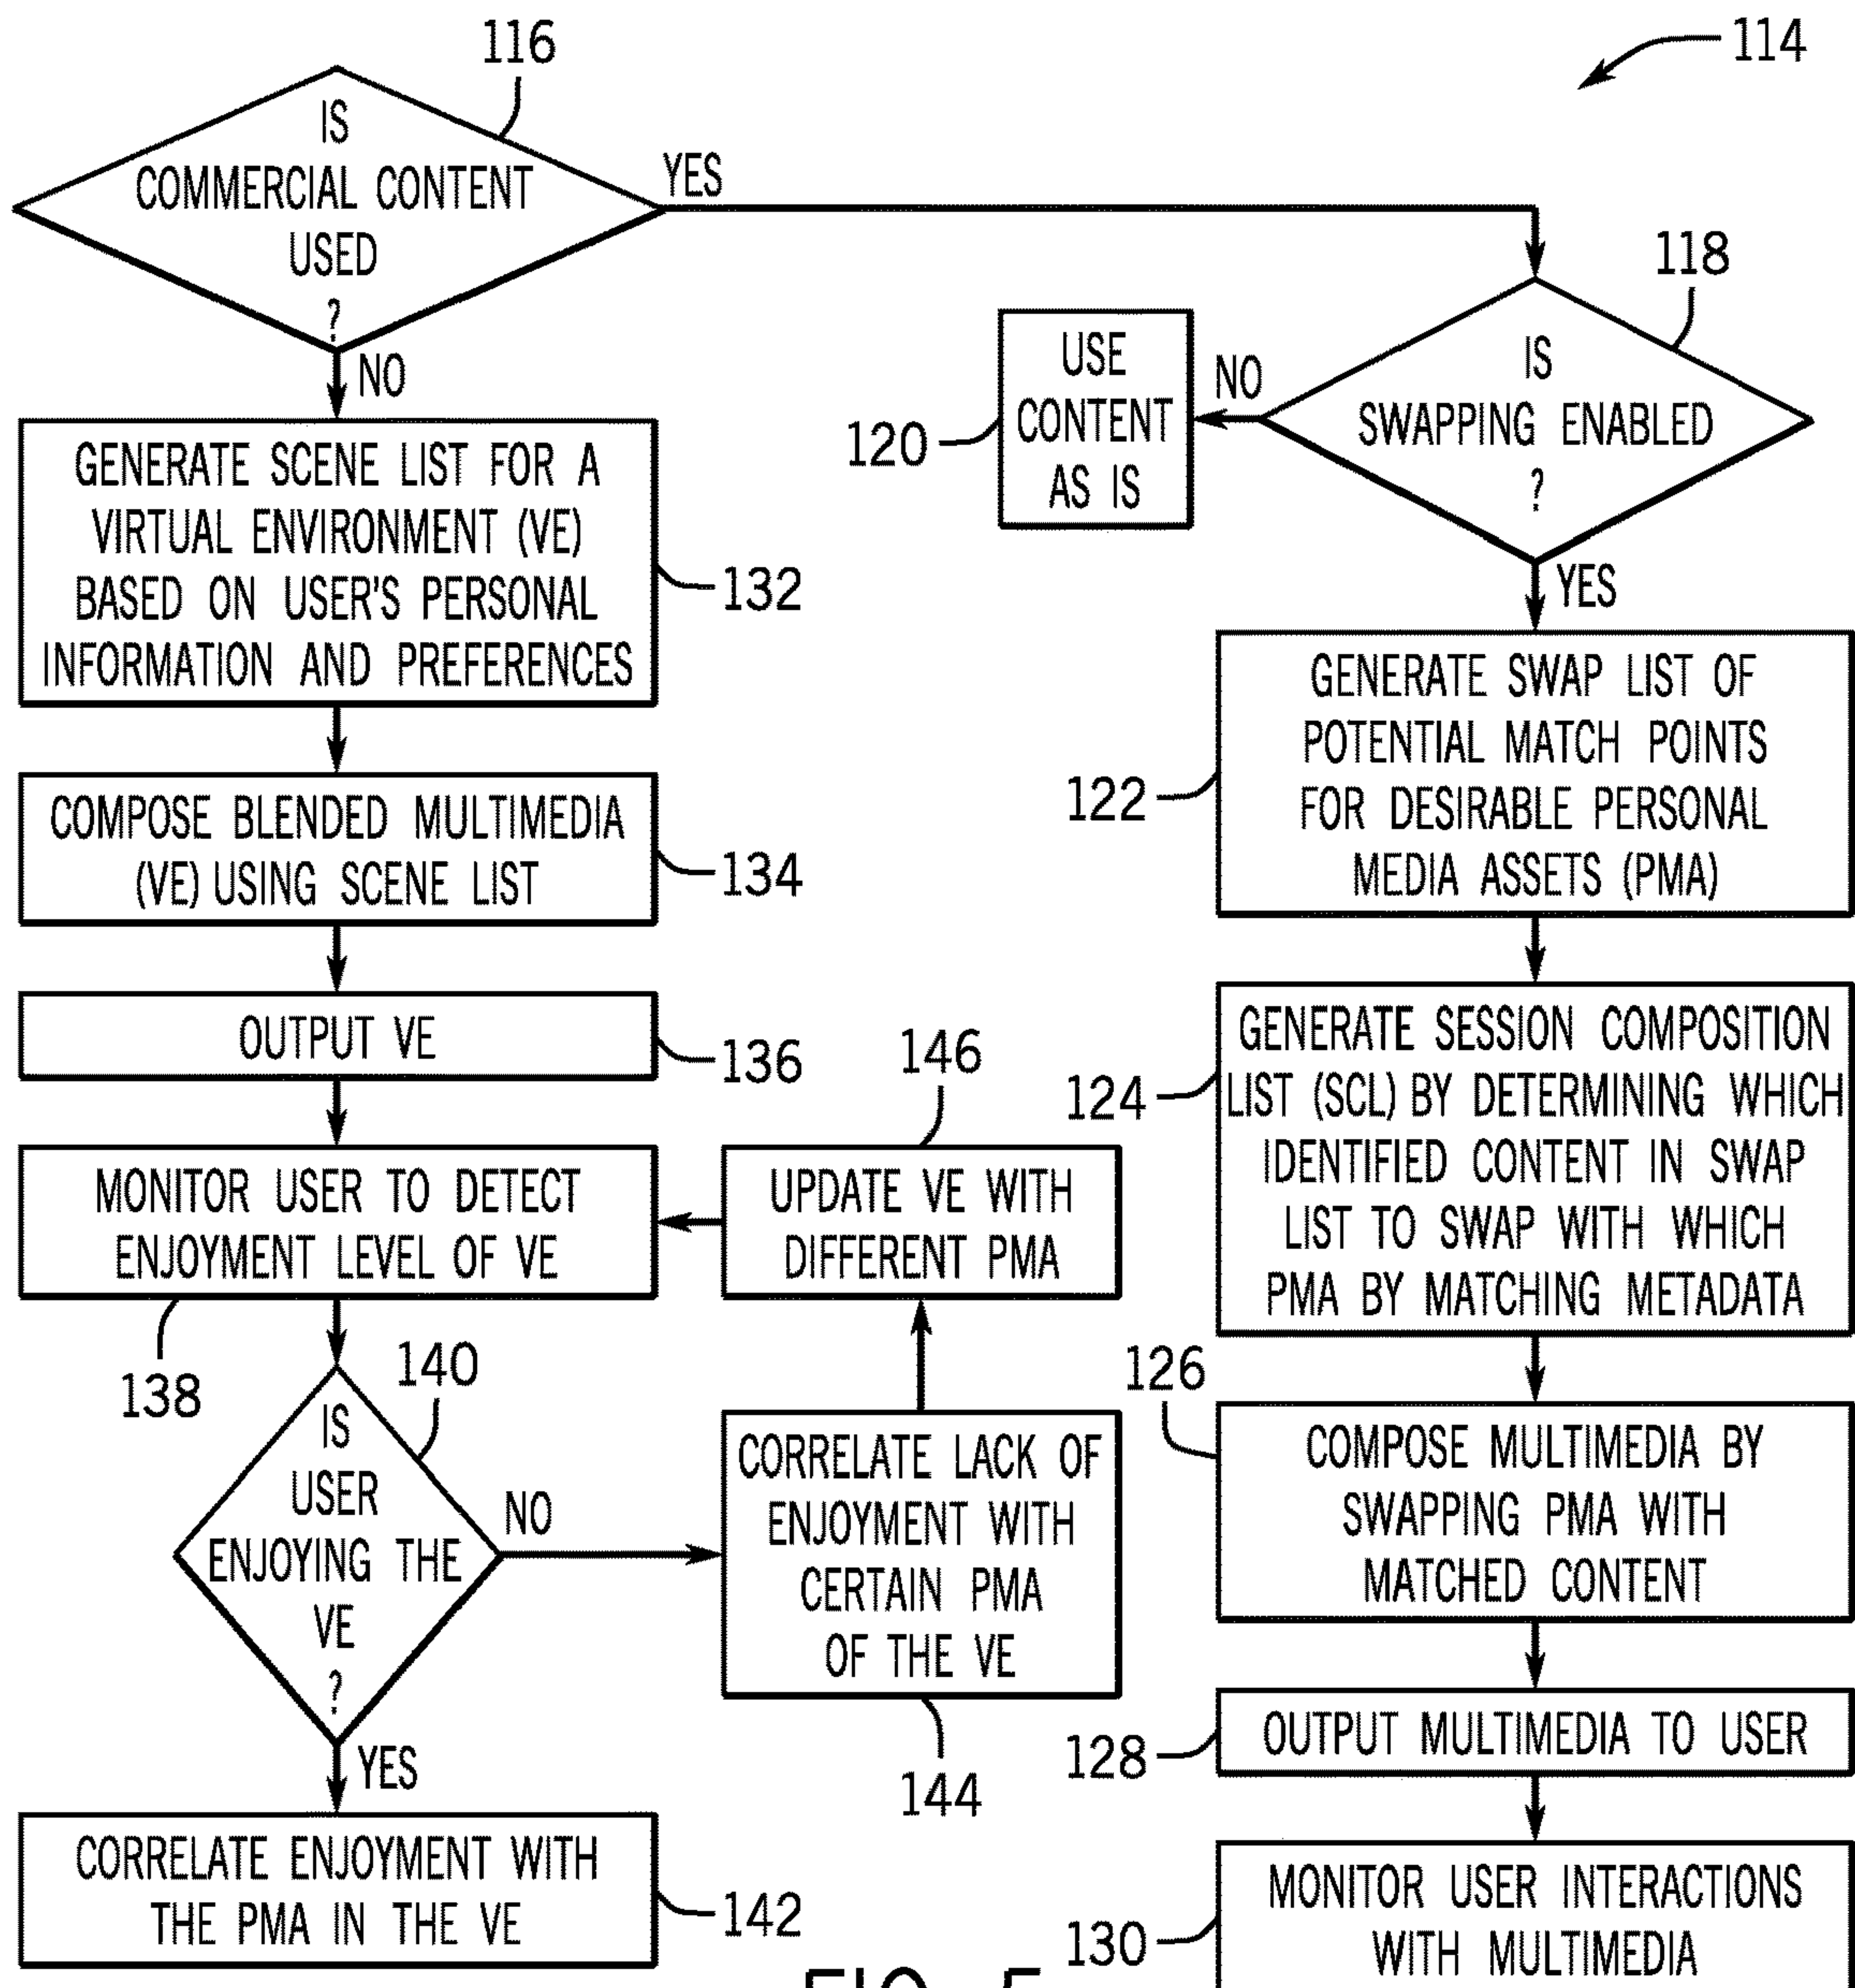 116
114
IS
COMMERCIAL CONTENT
USED
?
YES
NO
118
IS
SWAPPING ENABLED
?
NO
YES
USE
CONTENT
AS IS
120
GENERATE SCENE LIST FOR A
VIRTUAL ENVIRONMENT (VE)
BASED ON USER'S PERSONAL
INFORMATION AND PREFERENCES
132
GENERATE SWAP LIST OF
POTENTIAL MATCH POINTS
FOR DESIRABLE PERSONAL
MEDIA ASSETS (PMA)
122
COMPOSE BLENDED MULTIMEDIA
(VE) USING SCENE LIST
134
OUTPUT VE
136
GENERATE SESSION COMPOSITION
LIST (SCL) BY DETERMINING WHICH
IDENTIFIED CONTENT IN SWAP
LIST TO SWAP WITH WHICH
PMA BY MATCHING METADATA
124
MONITOR USER TO DETECT
ENJOYMENT LEVEL OF VE
138
146
UPDATE VE WITH
DIFFERENT PMA
140
IS
USER
ENJOYING THE
VE
?
NO
YES
CORRELATE LACK OF
ENJOYMENT WITH
CERTAIN PMA
OF THE VE
144
126
COMPOSE MULTIMEDIA BY
SWAPPING PMA WITH
MATCHED CONTENT
OUTPUT MULTIMEDIA TO USER
128
CORRELATE ENJOYMENT WITH
THE PMA IN THE VE
142
MONITOR USER INTERACTIONS
WITH MULTIMEDIA
130
FIG. 5